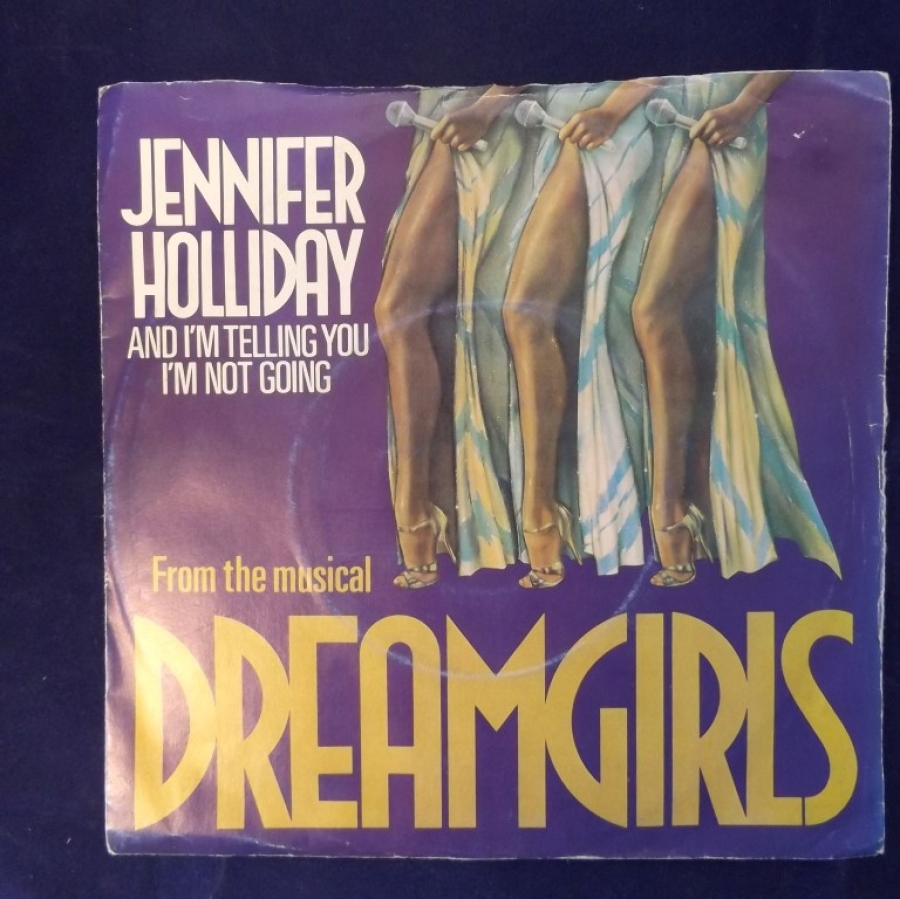 JENNIFER
HOLLIDAY
AND I'M TELLING YOU
I'M NOT GOING
From the musical
DREAMGIRLS